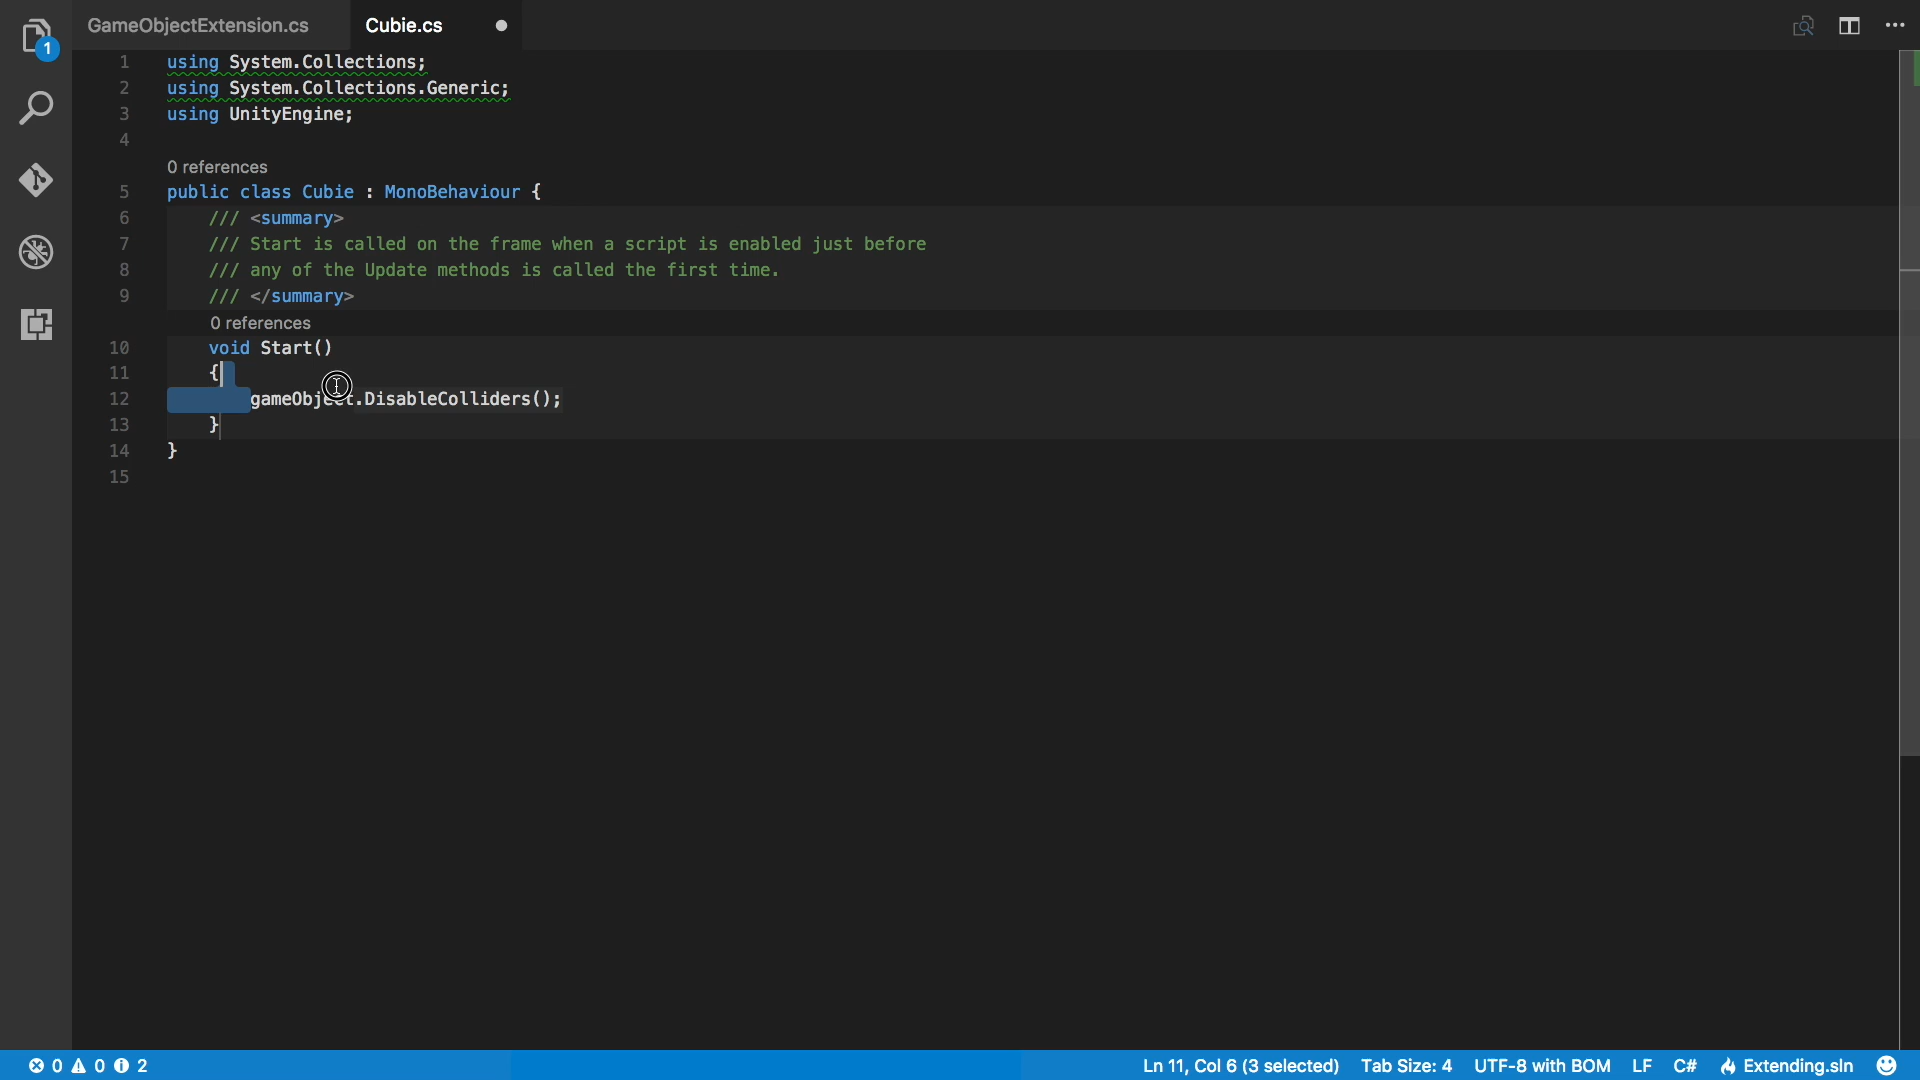 GameObjectExtension.cs Cubie.cs
1
1 using System.Collections;
2 using System.Collections.Generic;
3 using UnityEngine;
4
0 references
5 public class Cubie : MonoBehaviour {
6 /// <summary>
7 /// Start is called on the frame when a script is enabled just before
8 /// any of the Update methods is called the first time.
9 /// </summary>
0 references
10 void Start()
11 {
12 gameObject.DisableColliders();
13 }
14 }
15
0 0 2 Ln 11, Col 6 (3 selected) Tab Size: 4 UTF-8 with BOM LF C# Extending.sln